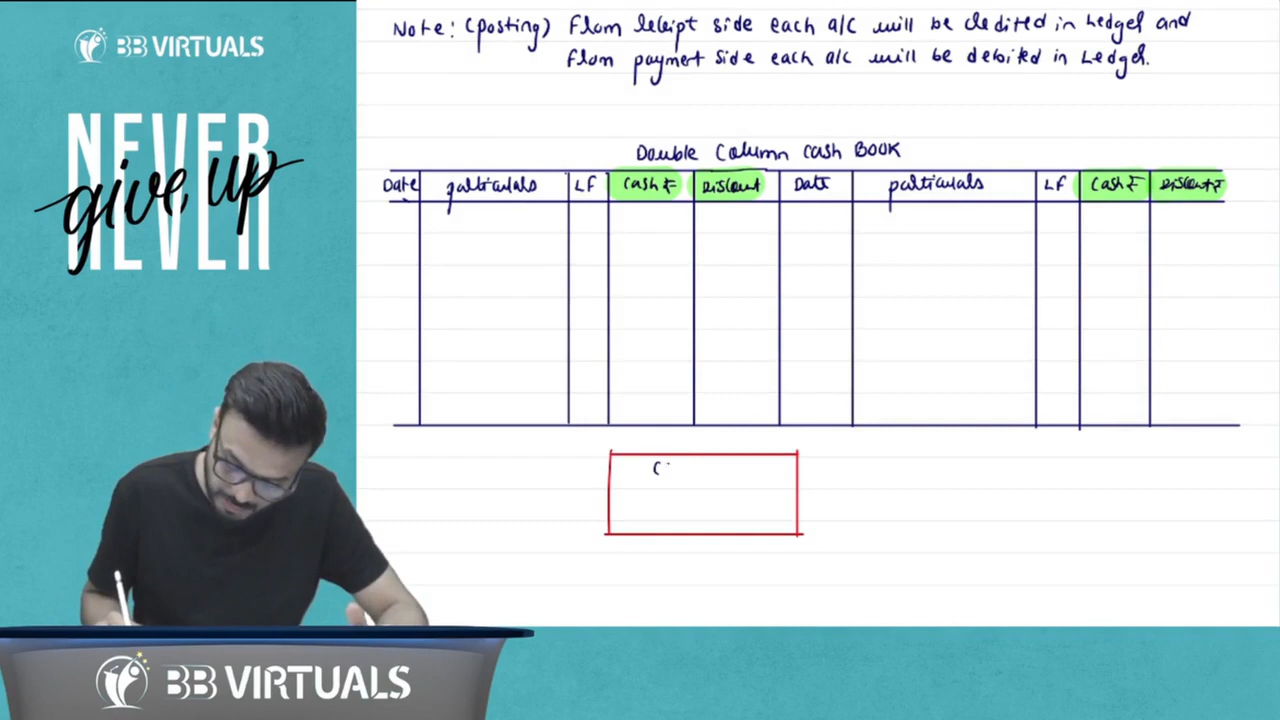 BB VIRTUALS
NEVER
give up
NEVER
Note: (posting) From receipt side each a/c will be credited in Ledger and
from payment side each a/c will be debited in Ledger.
Double Column Cash BOOK
Date particulars LF Cash ₹ Discount Date particulars LF Cash ₹ Discount ₹
C
BB VIRTUALS